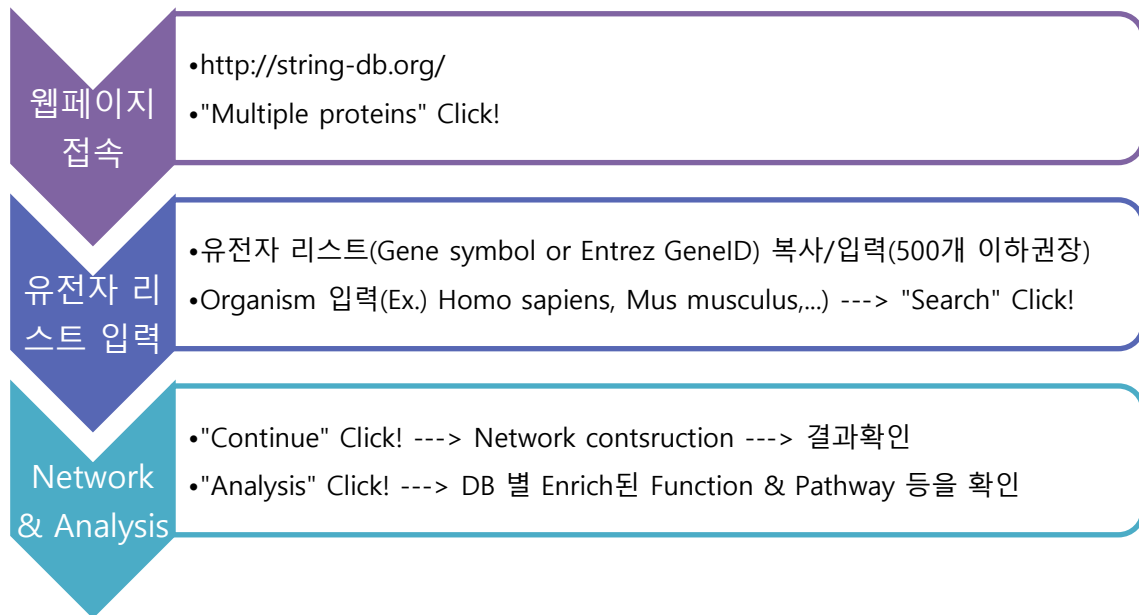 웹페이지
접속
•http://string-db.org/
•"Multiple proteins" Click!
유전자 리
스트 입력
•유전자 리스트(Gene symbol or Entrez GeneID) 복사/입력(500개 이하권장)
•Organism 입력(Ex.) Homo sapiens, Mus musculus,...) ---> "Search" Click!
Network
& Analysis
•"Continue" Click! ---> Network contsruction ---> 결과확인
•"Analysis" Click! ---> DB 별 Enrich된 Function & Pathway 등을 확인